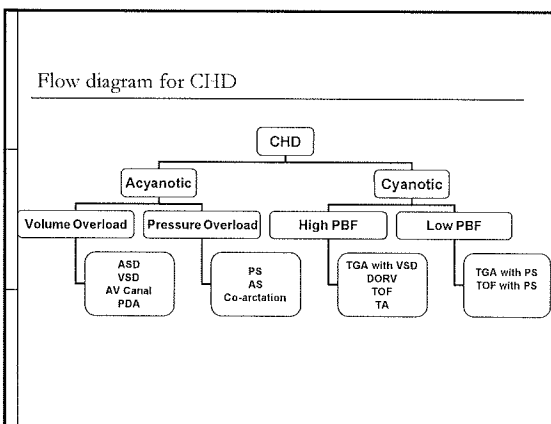 Flow diagram for CHD
CHD
Acyanotic
Cyanotic
Volume Overload
Pressure Overload
High PBF
Low PBF
ASD
VSD
AV Canal
PDA
PS
AS
Co-arctation
TGA with VSD
DORV
TOF
TA
TGA with PS
TOF with PS